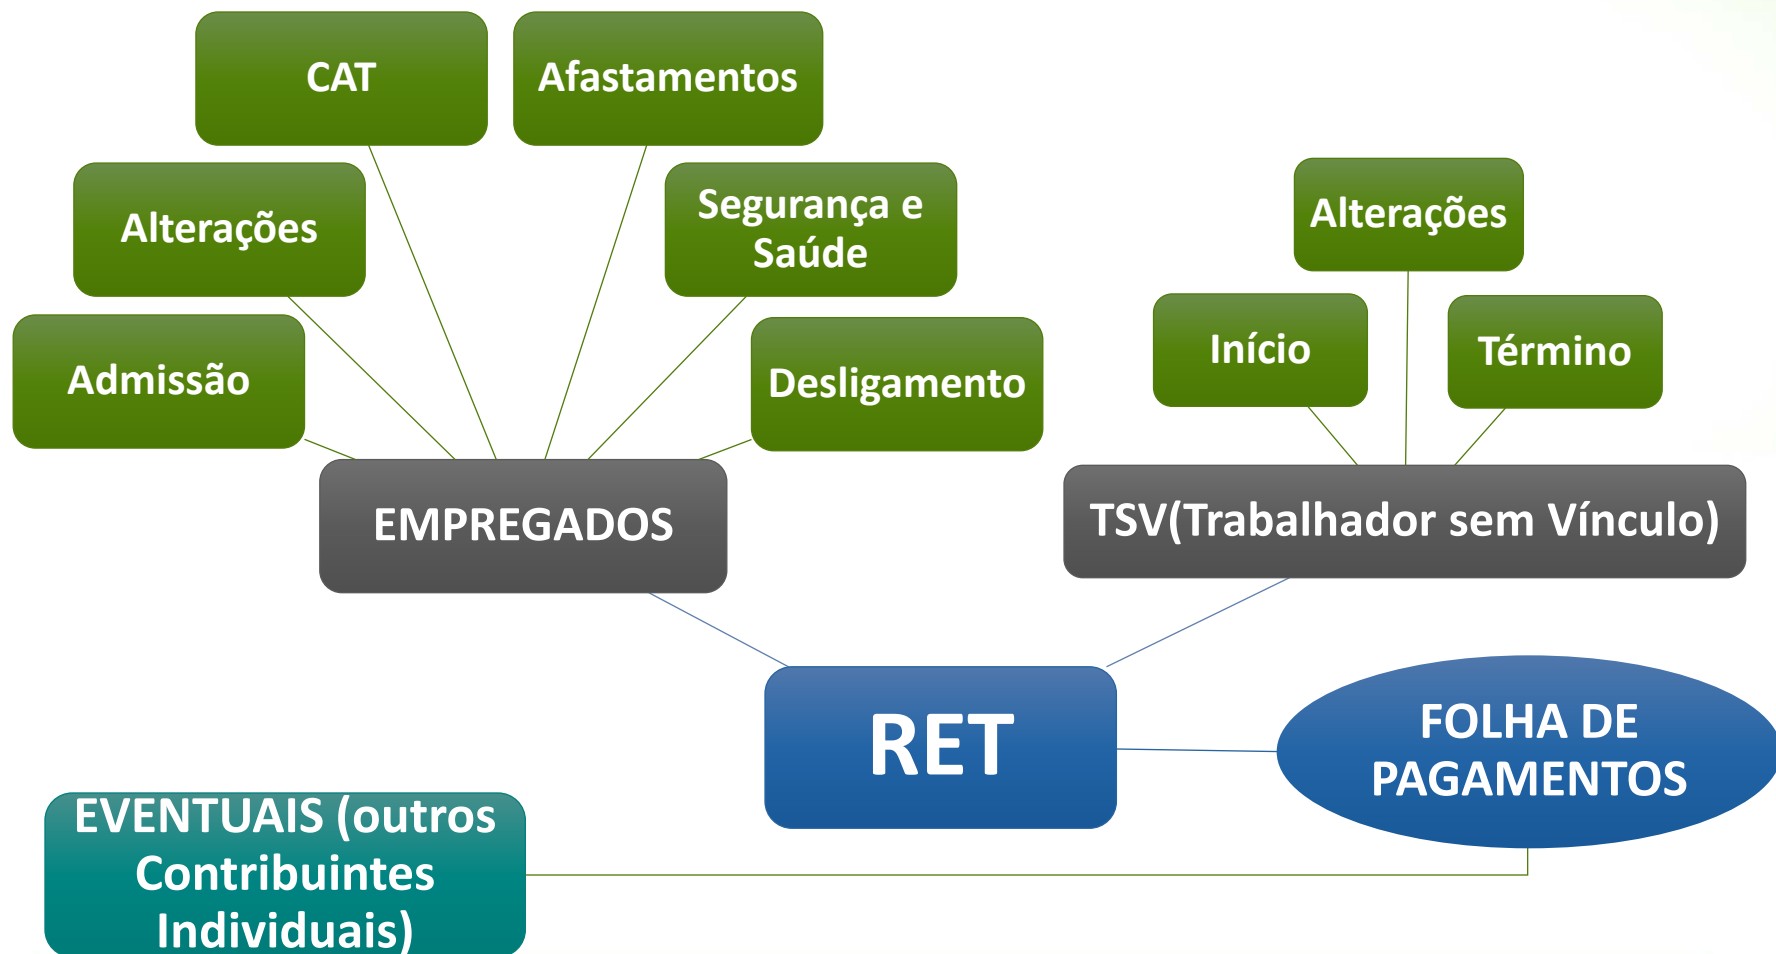 CAT
Afastamentos
Alterações
Segurança e
Saúde
Admissão
Desligamento
EMPREGADOS
Alterações
Início
Término
TSV(Trabalhador sem Vínculo)
RET
FOLHA DE
PAGAMENTOS
EVENTUAIS (outros
Contribuintes
Individuais)